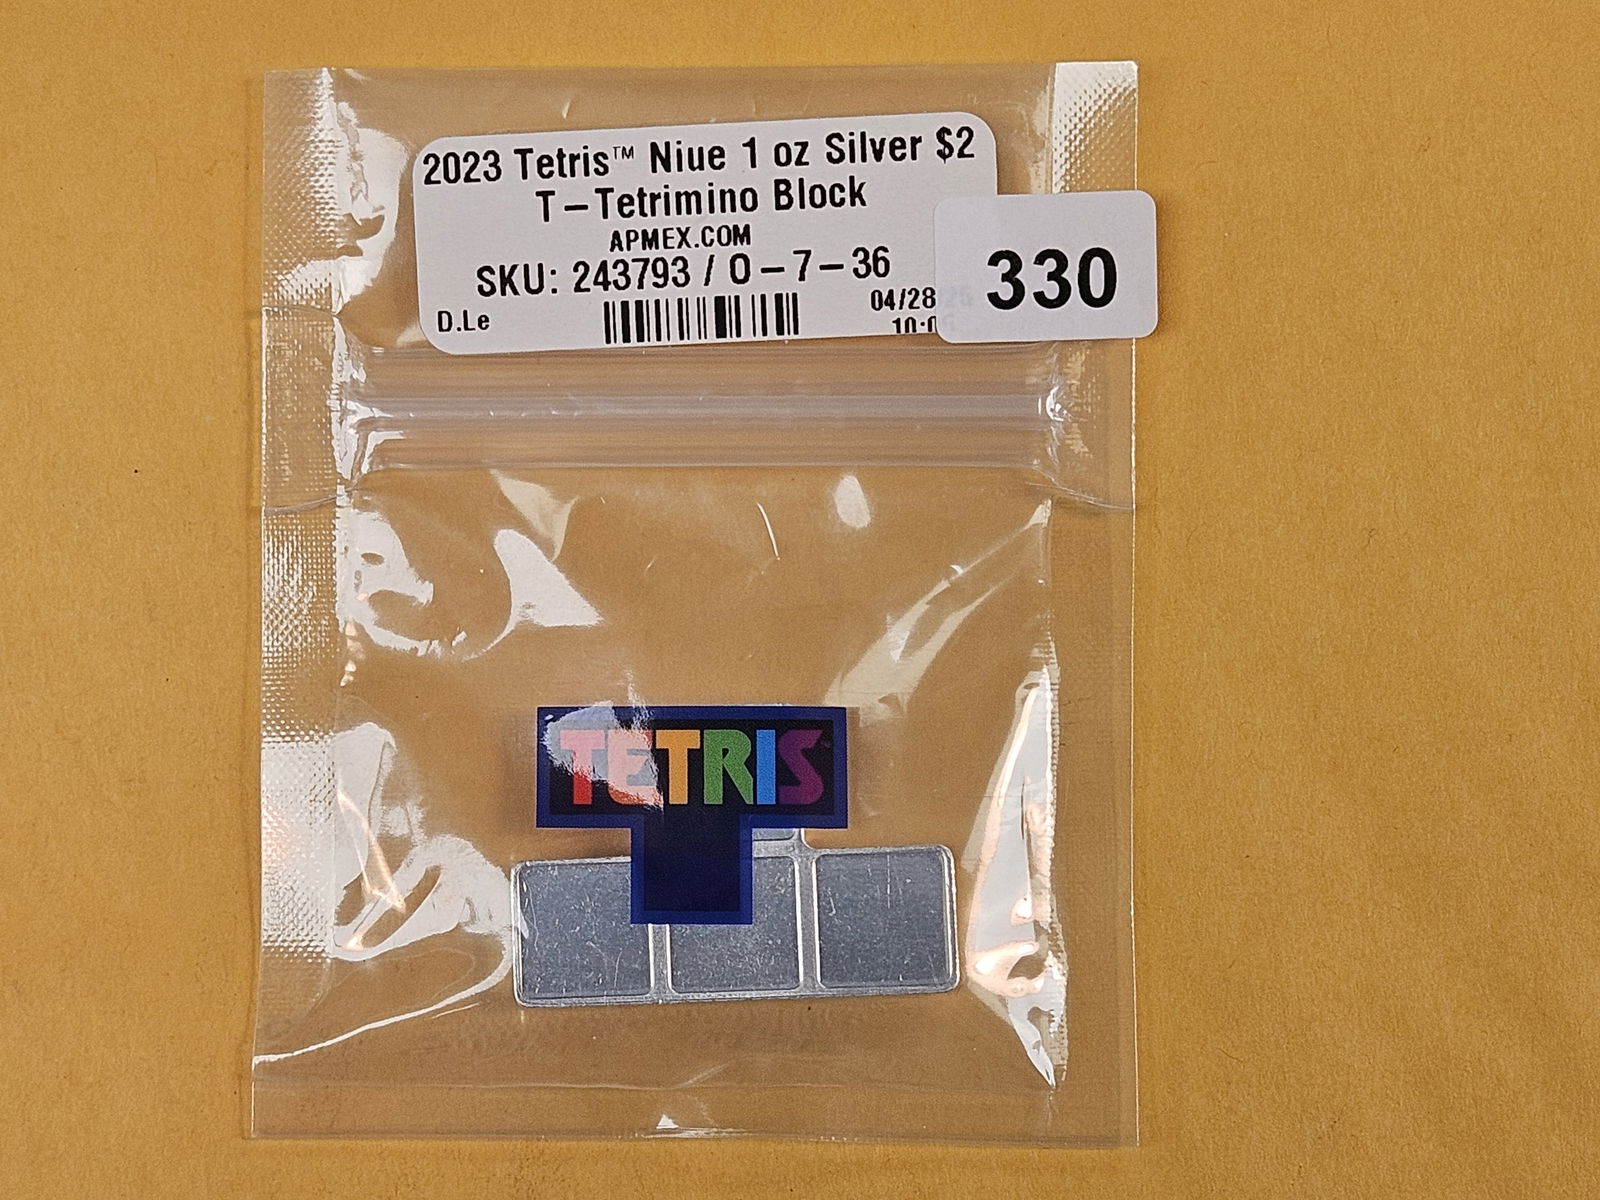 2023 Tetris™ Niue 1 oz Silver $2
T-Tetrimino Block
APMEX.COM
SKU: 243793 / O-7-36
D.Le
04/28
330
TETRIS